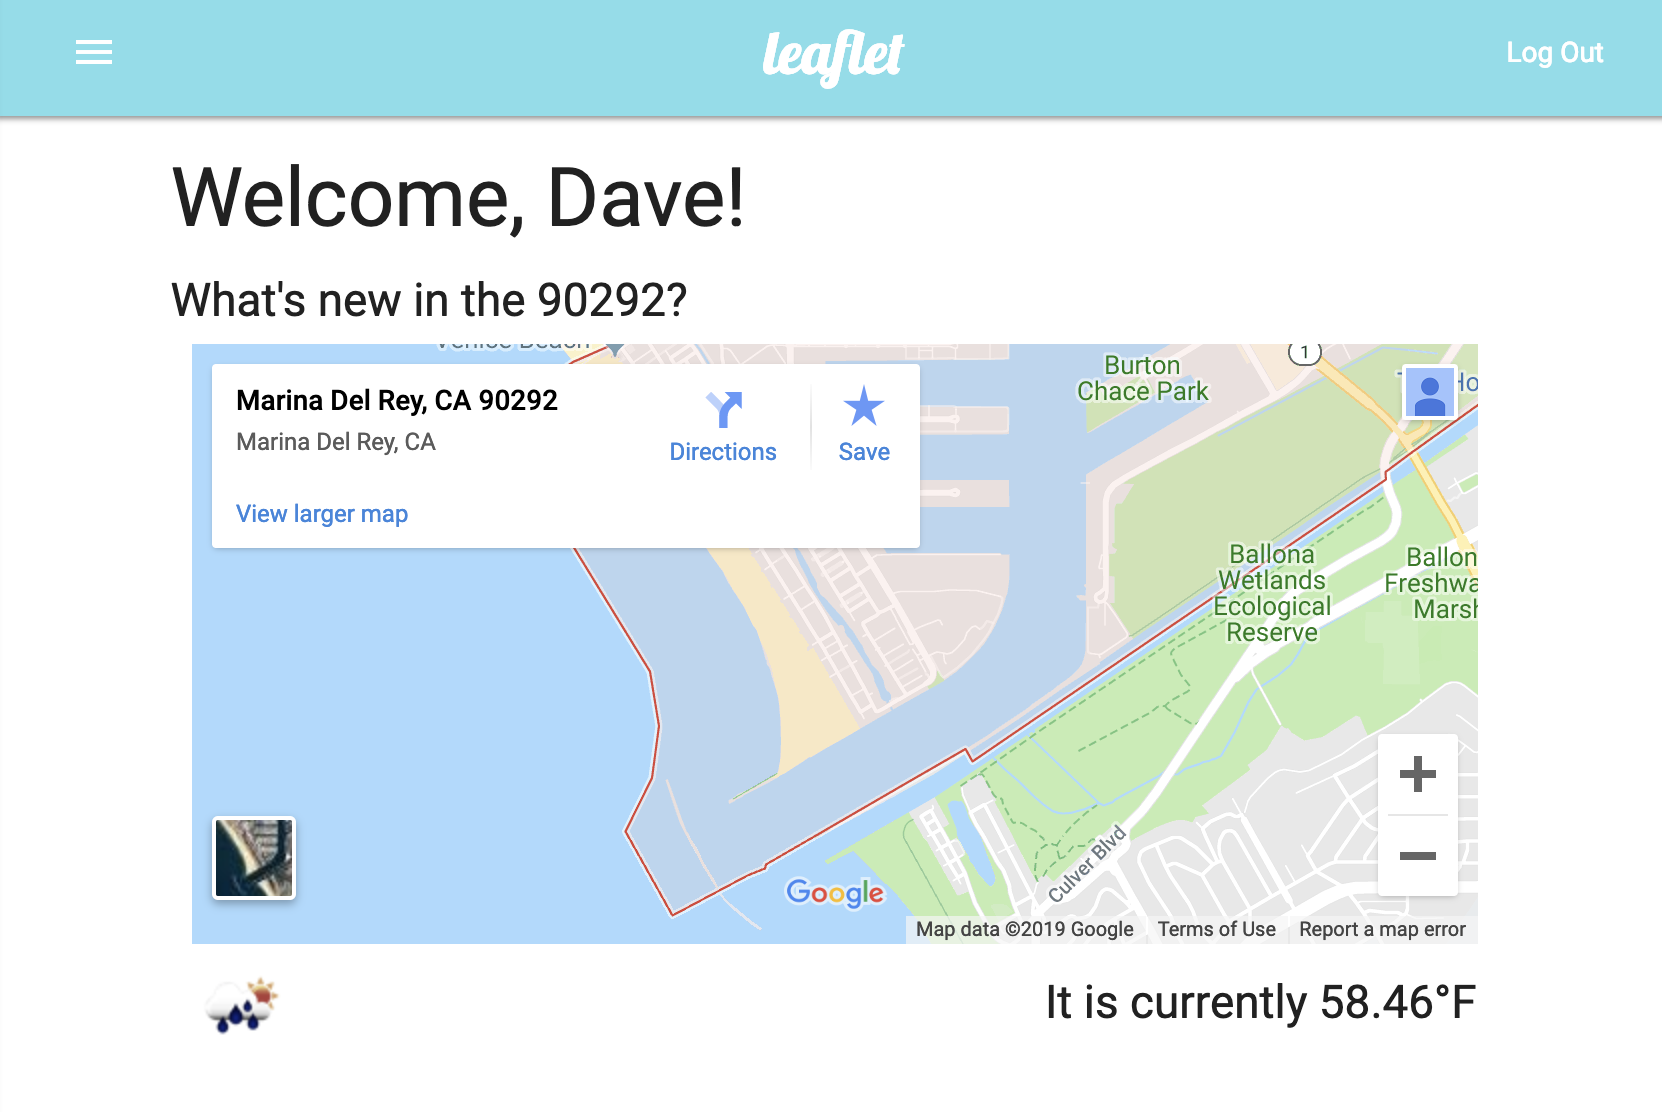 leaflet
Log Out
Welcome, Dave!
What's new in the 90292?
Venice Beach
Marina Del Rey, CA 90292
Marina Del Rey, CA
Directions
Save
View larger map
Burton
Chace Park
1
Ballona
Wetlands
Ecological
Reserve
Ballon
Freshwa
Marsh
Culver Blvd
Google
Map data ©2019 Google
Terms of Use
Report a map error
It is currently 58.46°F